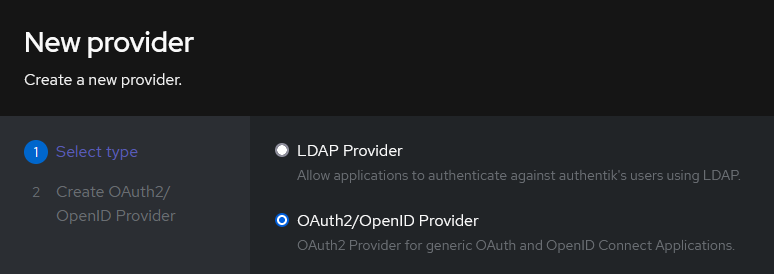 New provider
Create a new provider.
1 Select type
2 Create OAuth2/
OpenID Provider
LDAP Provider
Allow applications to authenticate against authentik's users using LDAP.
OAuth2/OpenID Provider
OAuth2 Provider for generic OAuth and OpenID Connect Applications.